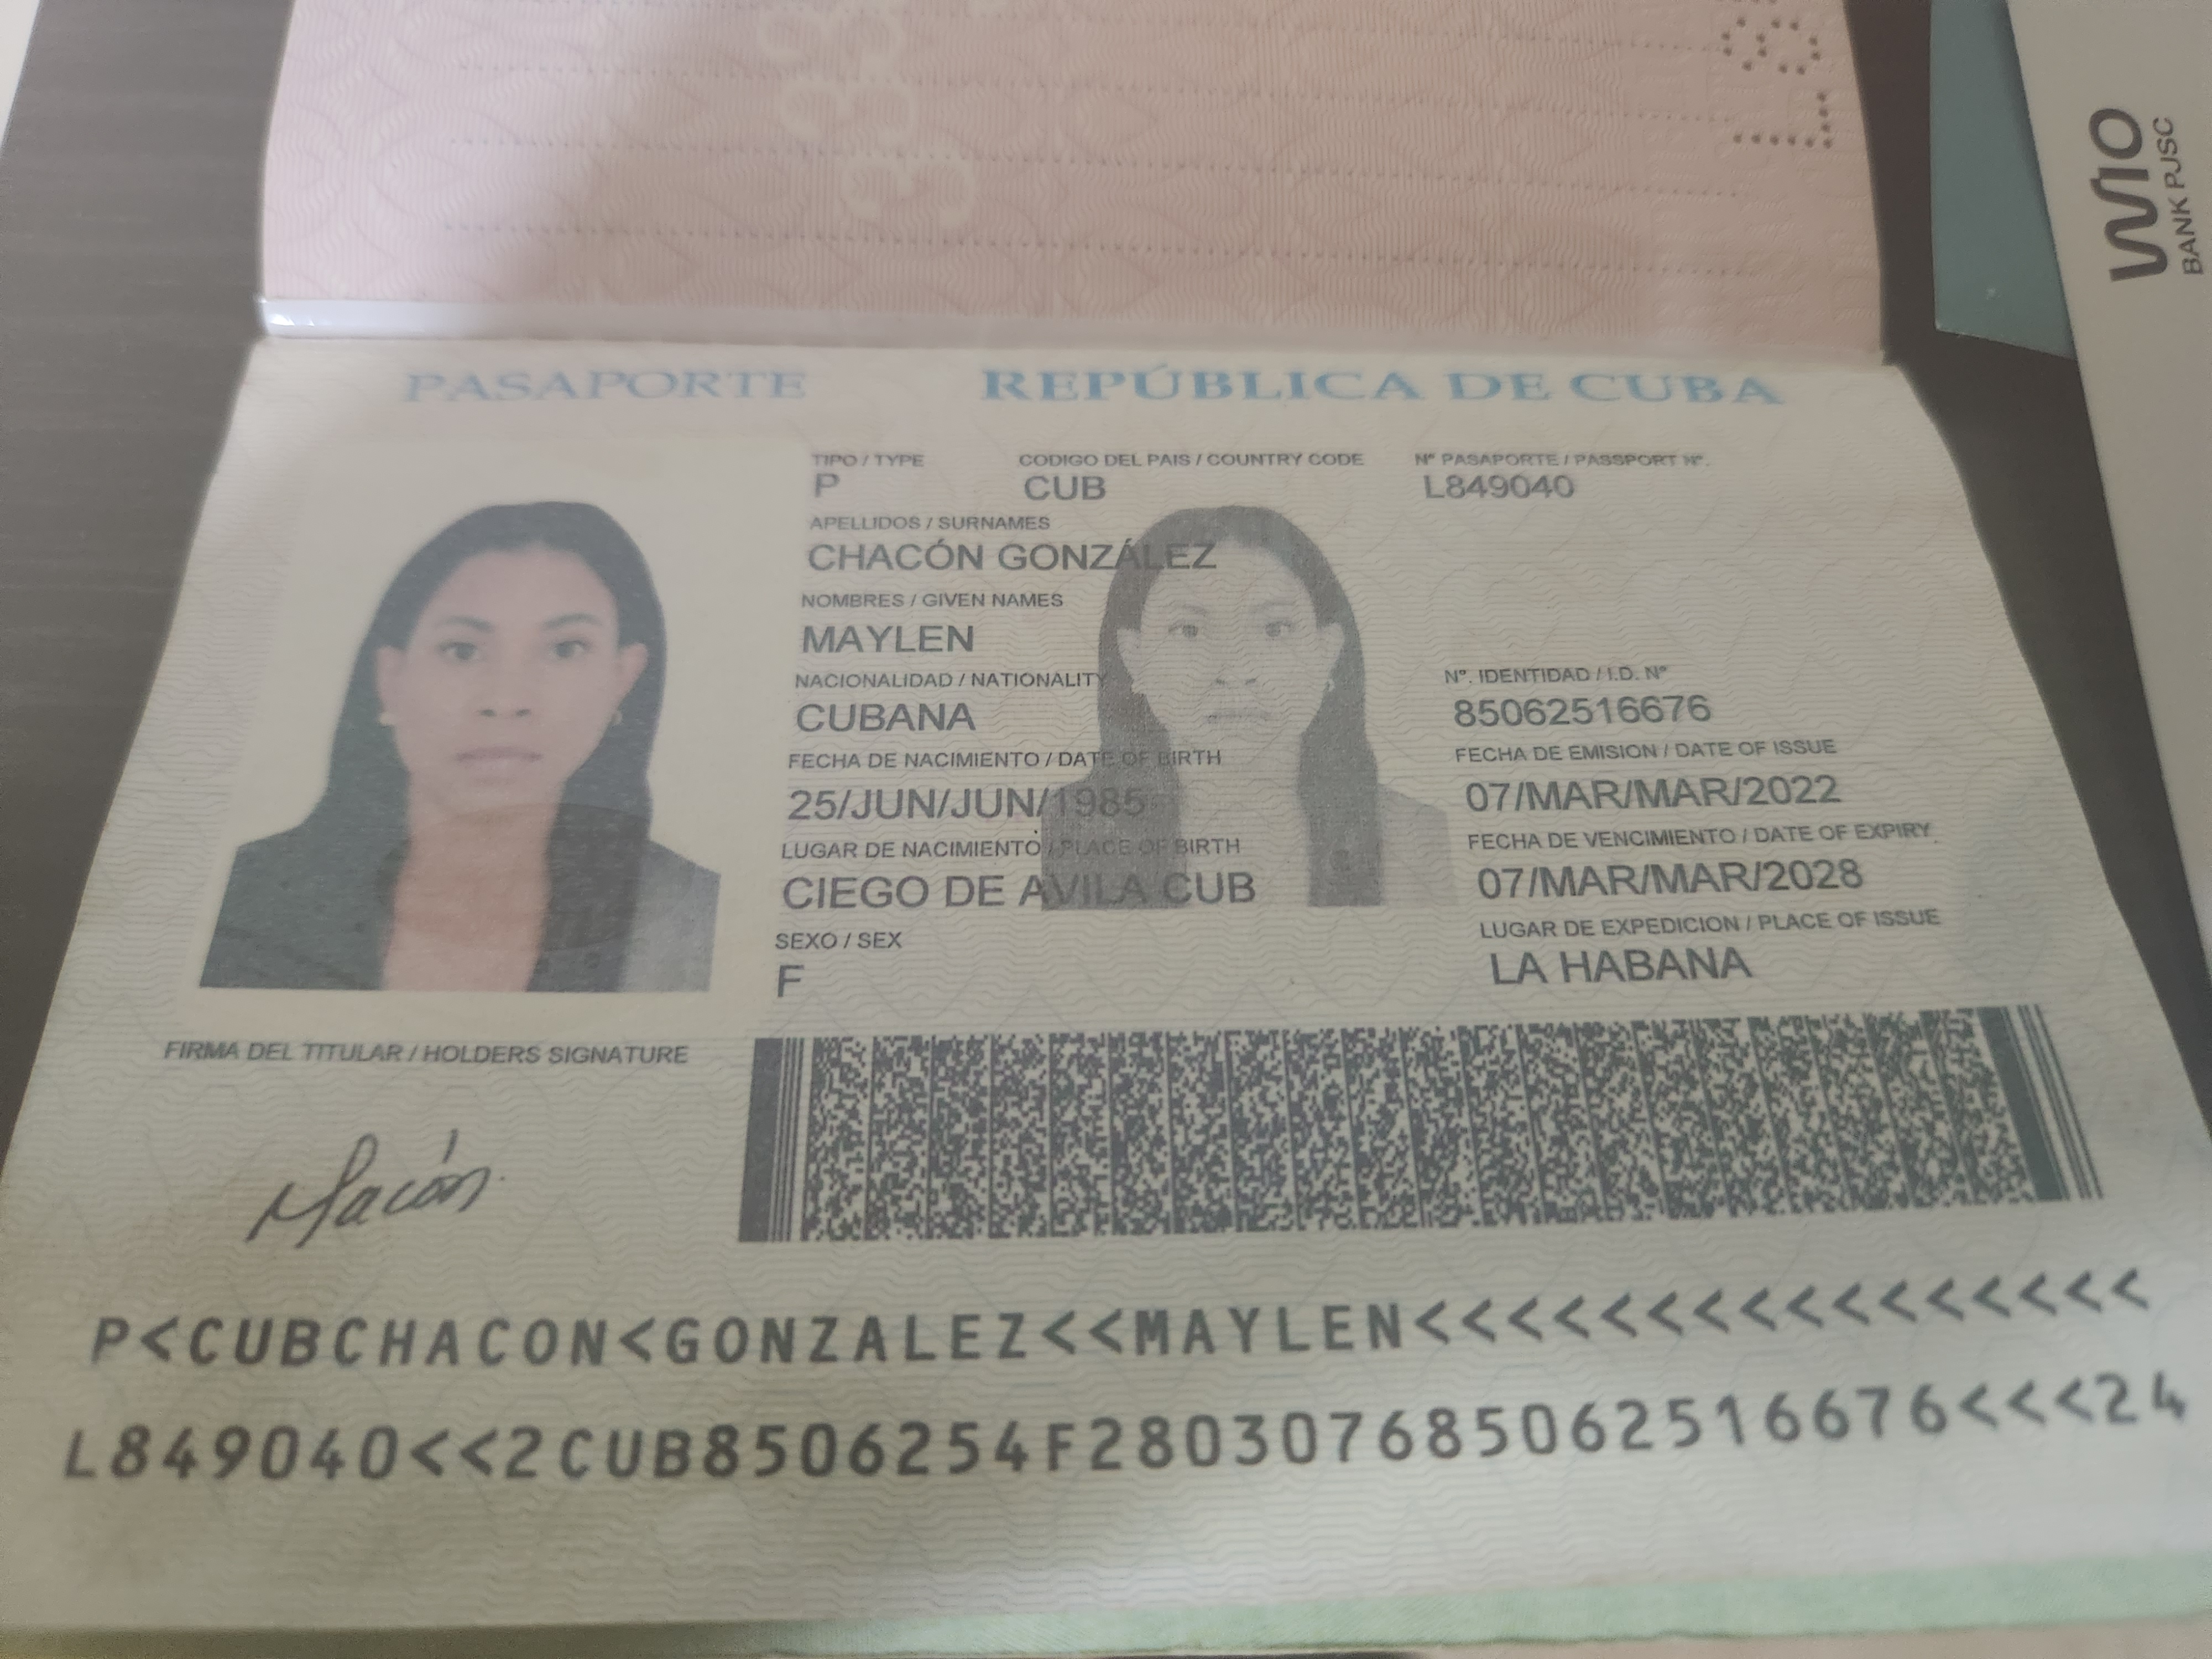 PASAPORTE REPÚBLICA DE CUBA
TIPO / TYPE CODIGO DEL PAIS / COUNTRY CODE Nº PASAPORTE / PASSPORT Nº.
P CUB L849040
APELLIDOS / SURNAMES
CHACÓN GONZÁLEZ
NOMBRES / GIVEN NAMES
MAYLEN
NACIONALIDAD / NATIONALITY Nº. IDENTIDAD / I.D. Nº
CUBANA 85062516676
FECHA DE NACIMIENTO / DATE OF BIRTH FECHA DE EMISION / DATE OF ISSUE
25/JUN/JUN/1985 07/MAR/MAR/2022
LUGAR DE NACIMIENTO / PLACE OF BIRTH FECHA DE VENCIMIENTO / DATE OF EXPIRY
CIEGO DE AVILA CUB 07/MAR/MAR/2028
SEXO / SEX LUGAR DE EXPEDICION / PLACE OF ISSUE
F LA HABANA
FIRMA DEL TITULAR / HOLDERS SIGNATURE
P<CUBCHACON<GONZALEZ<<MAYLEN<<<<<<<<<<<<<<<<
L849040<<2CUB8506254F280307685062516676<<<24
WIO
BANK PJSC